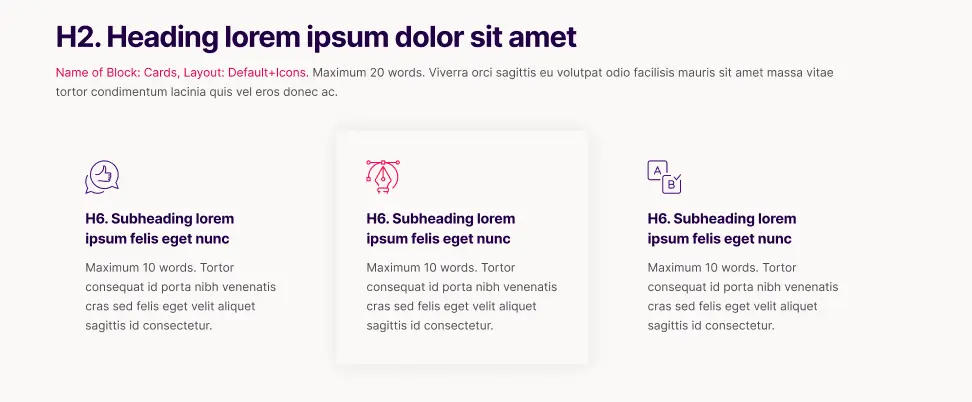 H2. Heading lorem ipsum dolor sit amet
Name of Block: Cards, Layout: Default+Icons. Maximum 20 words. Viverra orci sagittis eu volutpat odio facilisis mauris sit amet massa vitae
tortor condimentum lacinia quis vel eros donec ac.
H6. Subheading lorem
ipsum felis eget nunc
Maximum 10 words. Tortor
consequat id porta nibh venenatis
cras sed felis eget velit aliquet
sagittis id consectetur.
H6. Subheading lorem
ipsum felis eget nunc
Maximum 10 words. Tortor
consequat id porta nibh venenatis
cras sed felis eget velit aliquet
sagittis id consectetur.
A
B
H6. Subheading lorem
ipsum felis eget nunc
Maximum 10 words. Tortor
consequat id porta nibh venenatis
cras sed felis eget velit aliquet
sagittis id consectetur.